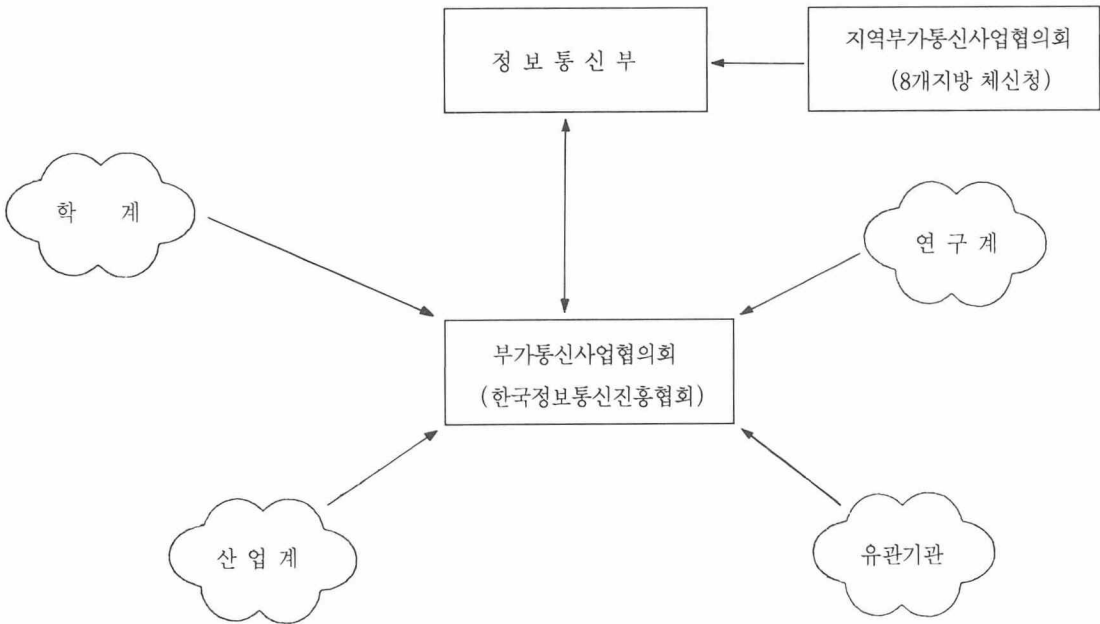 정 보 통 신 부
지역부가통신사업협의회
(8개지방 체신청)
학 계
연 구 계
부가통신사업협의회
(한국정보통신진흥협회)
산 업 계
유관기관